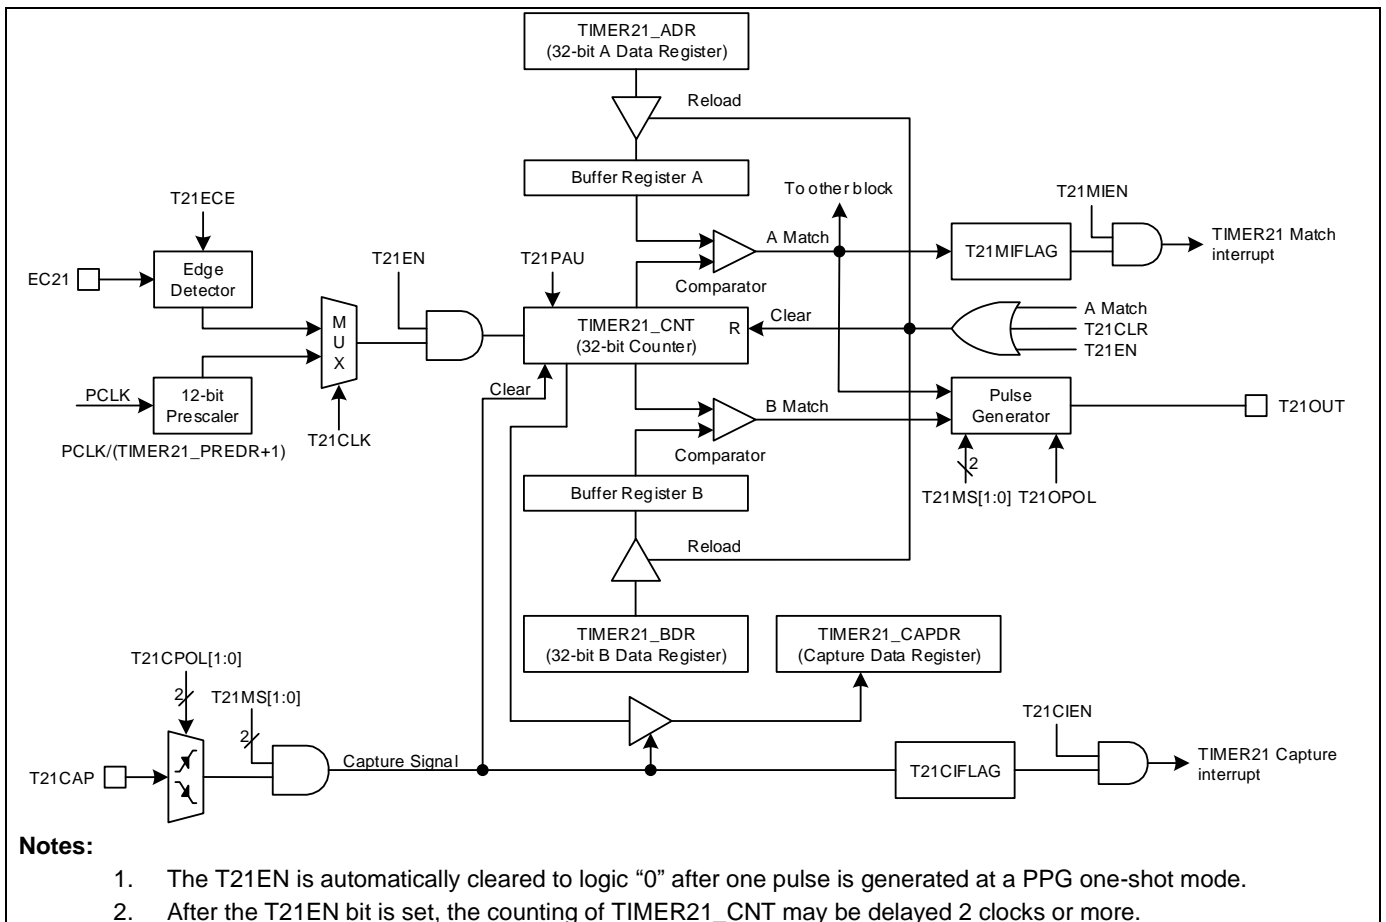 TIMER21_ADR
(32-bit A Data Register)
Reload
Buffer Register A
To other block
T21MIEN
T21ECE
A Match
T21MIFLAG
TIMER21 Match
interrupt
EC21
Edge
Detector
T21EN
T21PAU
Comparator
M
U
X
TIMER21_CNT
(32-bit Counter)
R
Clear
A Match
T21CLR
T21EN
PCLK
12-bit
Prescaler
Clear
B Match
Pulse
Generator
T21OUT
PCLK/(TIMER21_PREDR+1)
T21CLK
Comparator
2
T21MS[1:0]
T21OPOL
Buffer Register B
Reload
TIMER21_BDR
(32-bit B Data Register)
TIMER21_CAPDR
(Capture Data Register)
T21CPOL[1:0]
2
T21MS[1:0]
2
T21CIEN
T21CAP
Capture Signal
T21CIFLAG
TIMER21 Capture
interrupt
Notes:
1. The T21EN is automatically cleared to logic “0” after one pulse is generated at a PPG one-shot mode.
2. After the T21EN bit is set, the counting of TIMER21_CNT may be delayed 2 clocks or more.